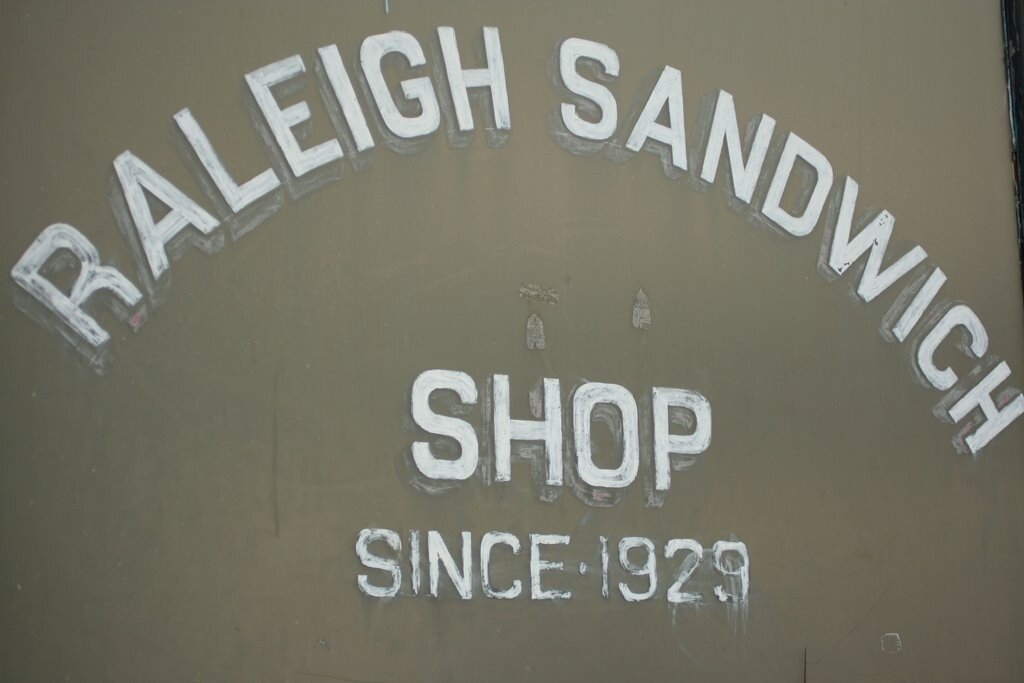 RALEIGH SANDWICH
SHOP
SINCE·1929